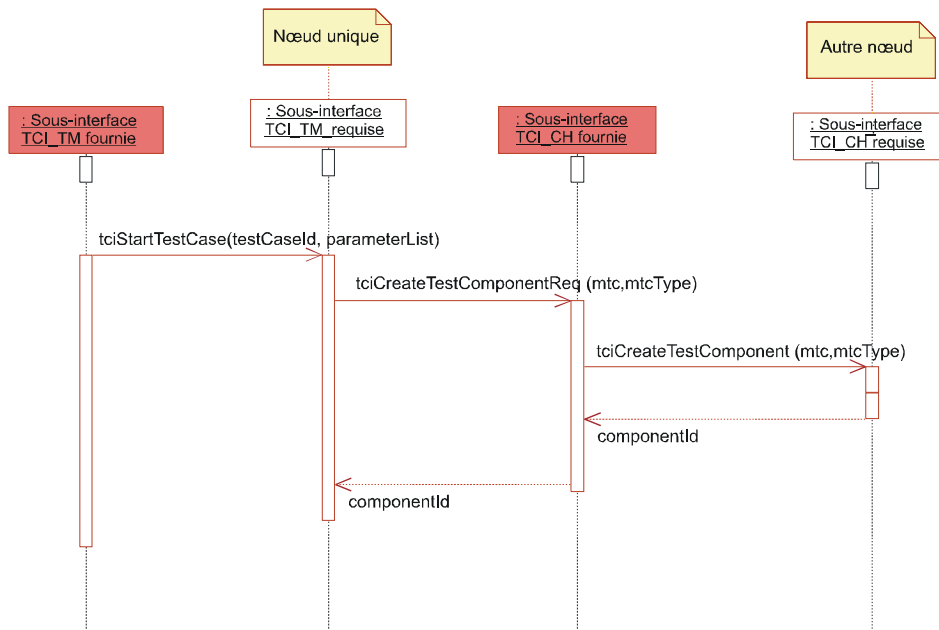 Nœud unique
Autre nœud
: Sous-interface
TCI_TM fournie
: Sous-interface
TCI_TM_requise
: Sous-interface
TCI_CH fournie
: Sous-interface
TCI_CH requise
tciStartTestCase(testCaseId, parameterList)
tciCreateTestComponentReq (mtc,mtcType)
tciCreateTestComponent (mtc,mtcType)
componentId
componentId